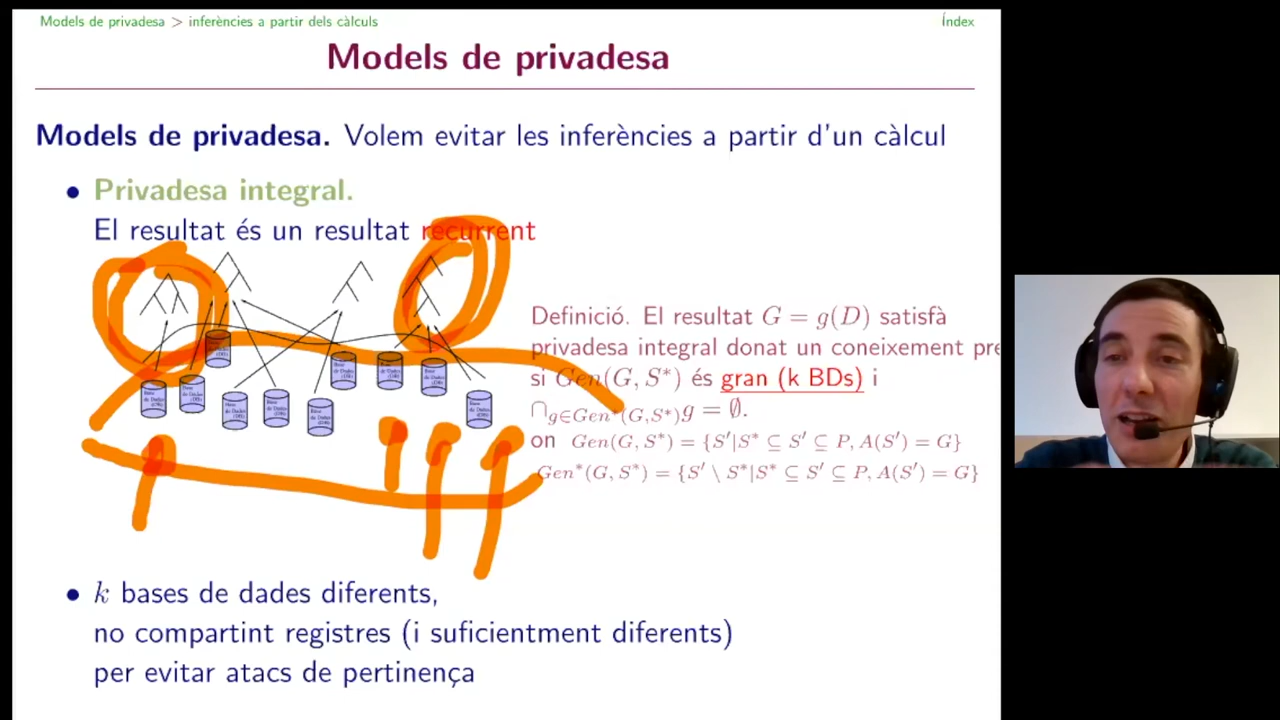 Models de privadesa > inferències a partir dels càlculs
Índex
Models de privadesa
Models de privadesa. Volem evitar les inferències a partir d'un càlcul
• Privadesa integral.
El resultat és un resultat recurrent
Definició. El resultat G = g(D) satisfà
privadesa integral donat un coneixement pre
si Gen(G, S*) és gran (k BDs) i
∩g∈Gen*(G,S*)g = ∅.
on Gen(G, S*) = {S′|S* ⊆ S′ ⊆ P, A(S′) = G}
Gen*(G, S*) = {S′ \ S*|S* ⊆ S′ ⊆ P, A(S′) = G}
• k bases de dades diferents,
no compartint registres (i suficientment diferents)
per evitar atacs de pertinença